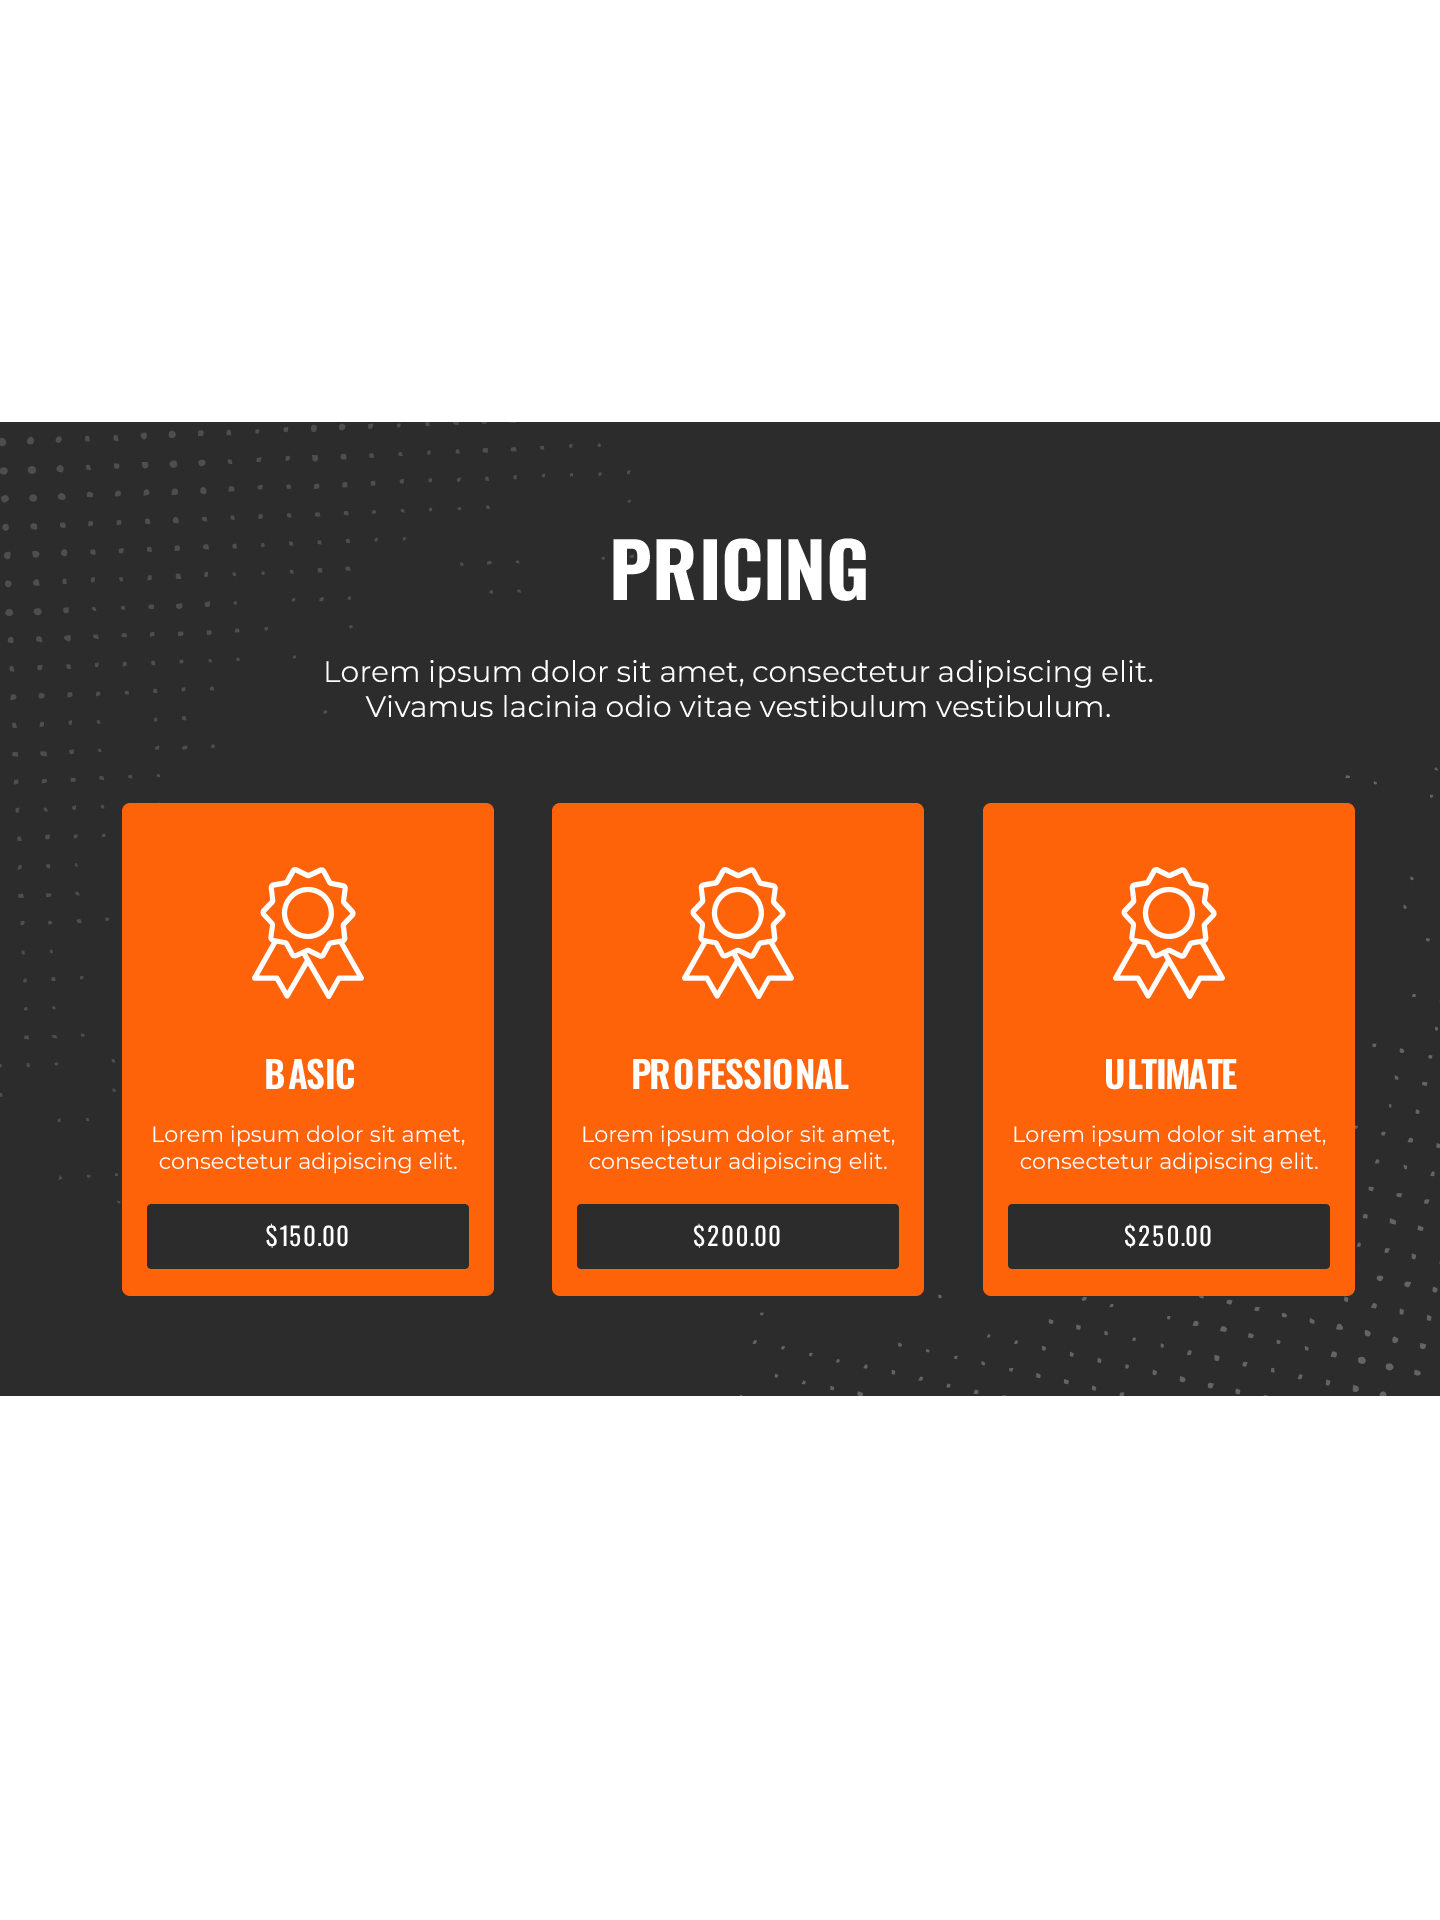 PRICING
Lorem ipsum dolor sit amet, consectetur adipiscing elit.
Vivamus lacinia odio vitae vestibulum vestibulum.
BASIC
Lorem ipsum dolor sit amet,
consectetur adipiscing elit.
$150.00
PROFESSIONAL
Lorem ipsum dolor sit amet,
consectetur adipiscing elit.
$200.00
ULTIMATE
Lorem ipsum dolor sit amet,
consectetur adipiscing elit.
$250.00